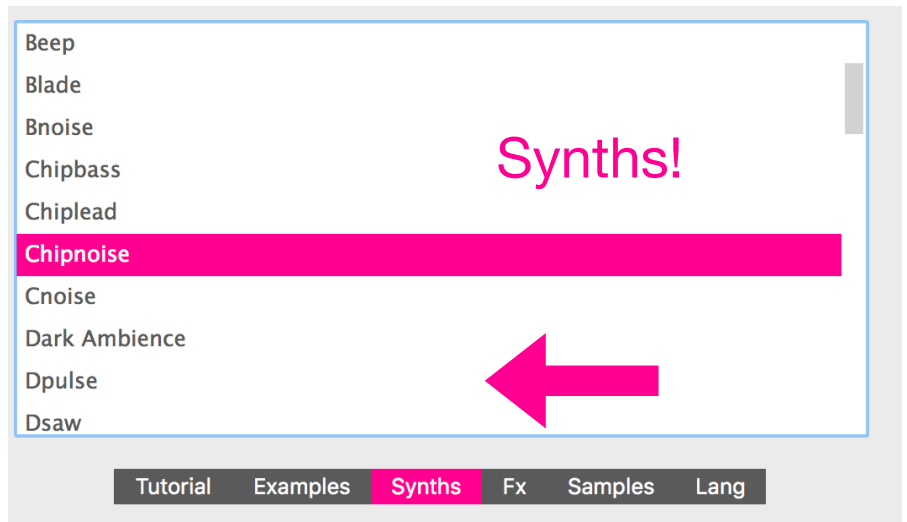 Beep
Blade
Bnoise
Chipbass
Synths!
Chiplead
Chipnoise
Cnoise
Dark Ambience
Dpulse
Dsaw
Tutorial Examples Synths Fx Samples Lang